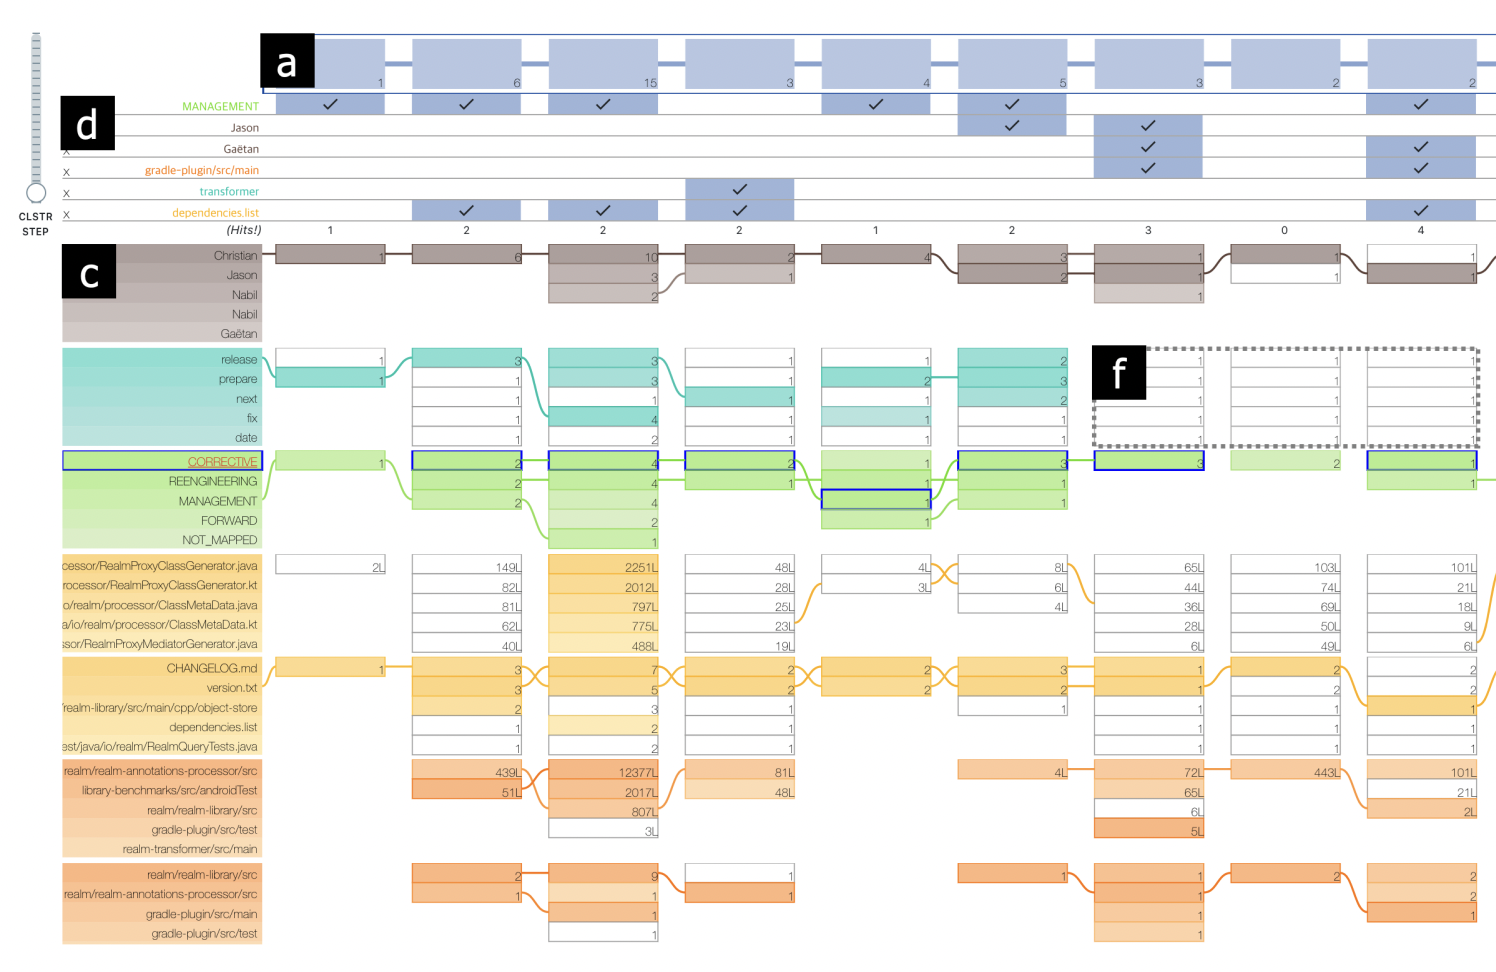 a
1 6 15 3 4 5 3 2 2
d
MANAGEMENT
Jason
x Gaëtan
x gradle-plugin/src/main
x transformer
CLSTR STEP
x dependencies.list
(Hits!) 1 2 2 2 1 2 3 0 4
c
Christian 1 6 10 2 4 3 1 1 1
Jason 3 1 2 1 1 1
Nabil 2 1
Nabil
Gaëtan
f
release 1 3 3 1 1 2 1 1 1
prepare 1 1 3 1 2 3 1 1 1
next 1 1 1 1 2 1 1 1
fix 1 4 1 1 1 1 1
date 1 2 1 1 1 1 1 1
CORRECTIVE 1 2 4 2 1 3 3 2 1
REENGINEERING 2 4 1 1 1 1
MANAGEMENT 2 4 1 1
FORWARD 2 1
NOT_MAPPED 1
cessor/RealmProxyClassGenerator.java 2L 149L 2251L 48L 4L 8L 65L 103L 101L
rocessor/RealmProxyClassGenerator.kt 82L 2012L 28L 3L 6L 44L 74L 21L
o/realm/processor/ClassMetaData.java 81L 797L 25L 4L 36L 69L 18L
a/io/realm/processor/ClassMetaData.kt 62L 775L 23L 28L 50L 9L
ssor/RealmProxyMediatorGenerator.java 40L 488L 19L 6L 49L 6L
CHANGELOG.md 1 3 7 2 2 3 1 2 2
version.txt 3 5 2 2 2 1 2 2
/realm-library/src/main/cpp/object-store 2 3 1 1 1 1 1
dependencies.list 1 2 1 1 1 1
est/java/io/realm/RealmQueryTests.java 1 2 1 1 1 1
realm/realm-annotations-processor/src 439L 12377L 81L 4L 72L 443L 101L
library-benchmarks/src/androidTest 51L 2017L 48L 65L 21L
realm/realm-library/src 807L 6L 2L
gradle-plugin/src/test 3L 5L
realm-transformer/src/main
realm/realm-library/src 2 9 1 1 1 2 2
realm/realm-annotations-processor/src 1 1 1 1 2
gradle-plugin/src/main 1 1 1
gradle-plugin/src/test 1 1